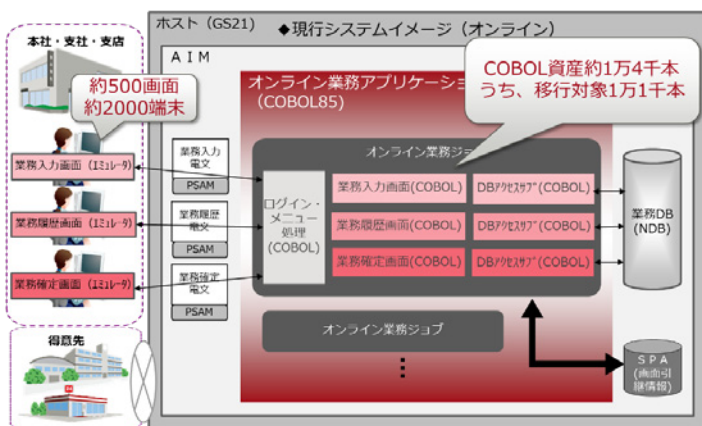 ホスト（GS21）
◆現行システムイメージ（オンライン）
本社・支社・支店
約500画面
約2000端末
業務入力画面（ｴﾐｭﾚｰﾀ）
業務履歴画面（ｴﾐｭﾚｰﾀ）
業務確定画面（ｴﾐｭﾚｰﾀ）
得意先
ＡＩＭ
業務入力
電文
PSAM
業務履歴
電文
PSAM
業務確定
電文
PSAM
オンライン業務アプリケーショ
（COBOL85）
COBOL資産約1万4千本
うち、移行対象1万1千本
オンライン業務ジョ
ログイン・
メニュー
処理
(COBOL)
業務入力画面(COBOL)
DBｱｸｾｽｻﾌﾞ(COBOL)
業務履歴画面(COBOL)
DBｱｸｾｽｻﾌﾞ(COBOL)
業務確定画面(COBOL)
DBｱｸｾｽｻﾌﾞ(COBOL)
オンライン業務ジョブ
業務DB
(NDB)
ＳＰＡ
(画面引
継情報)